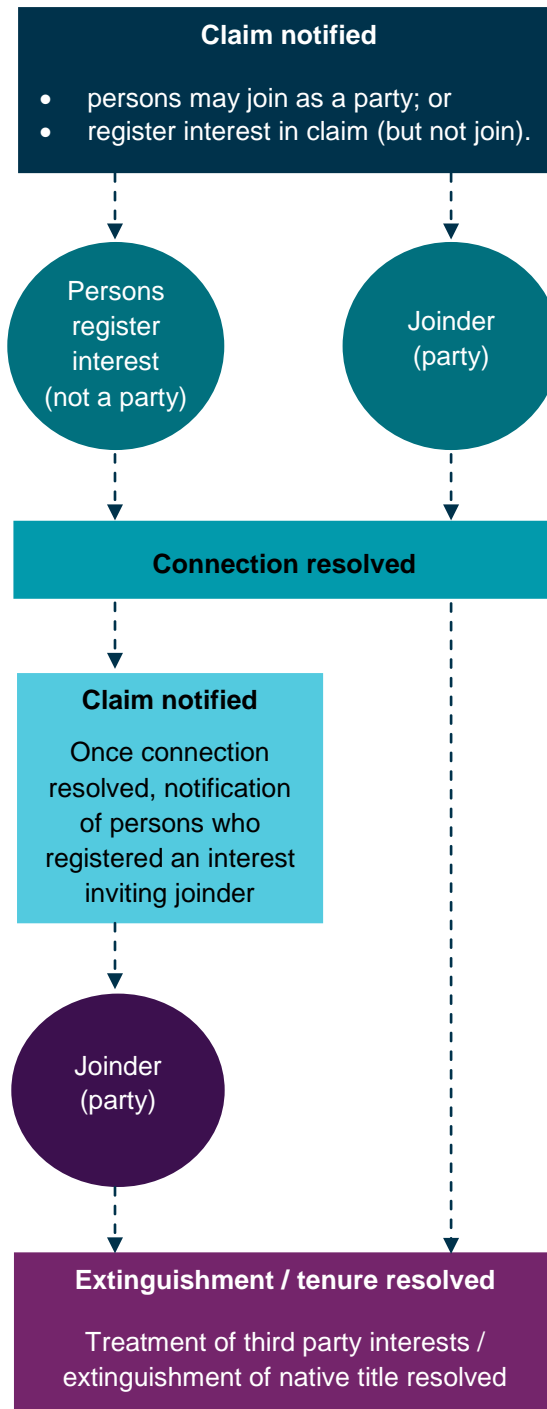 Claim notified
• persons may join as a party; or
• register interest in claim (but not join).
Persons
register
interest
(not a party)
Joinder
(party)
Connection resolved
Claim notified
Once connection
resolved, notification
of persons who
registered an interest
inviting joinder
Joinder
(party)
Extinguishment / tenure resolved
Treatment of third party interests /
extinguishment of native title resolved